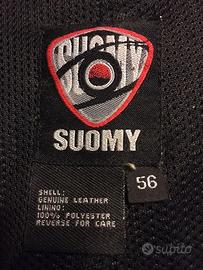 SUOMY
SUOMY
56
SHELL:
GENUINE LEATHER
LINING:
100% POLYESTER
REVERSE FOR CARE
subito